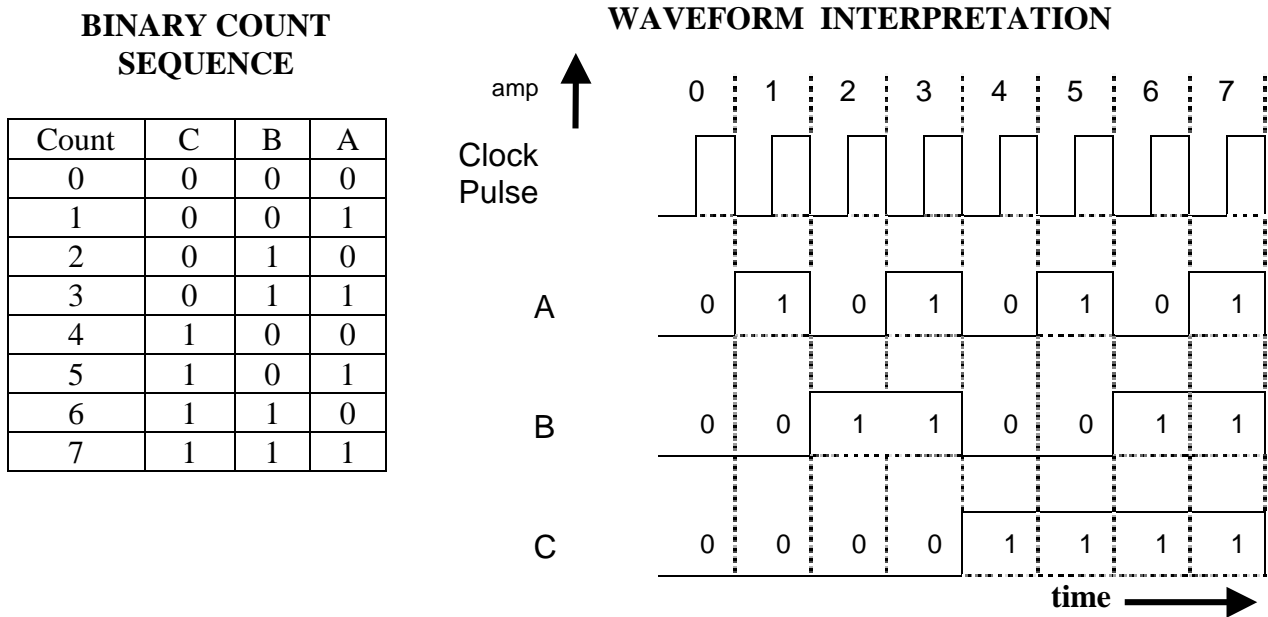 BINARY COUNT
SEQUENCE
Count C B A
0 0 0 0
1 0 0 1
2 0 1 0
3 0 1 1
4 1 0 0
5 1 0 1
6 1 1 0
7 1 1 1
WAVEFORM INTERPRETATION
amp 0 1 2 3 4 5 6 7
Clock
Pulse
A 0 1 0 1 0 1 0 1
B 0 0 1 1 0 0 1 1
C 0 0 0 0 1 1 1 1
time